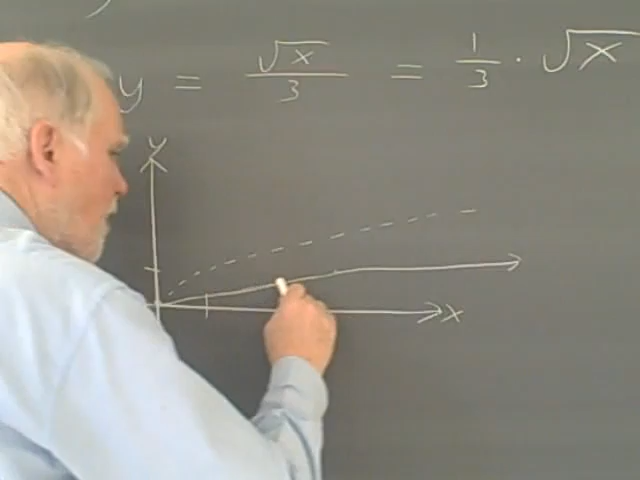 y = √x / 3 = 1/3 · √x
y
x